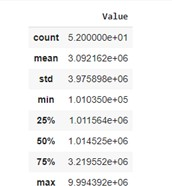 Value
count 5.200000e+01
mean 3.092162e+06
std 3.975898e+06
min 1.010350e+05
25% 1.011564e+06
50% 1.014525e+06
75% 3.219552e+06
max 9.994392e+06